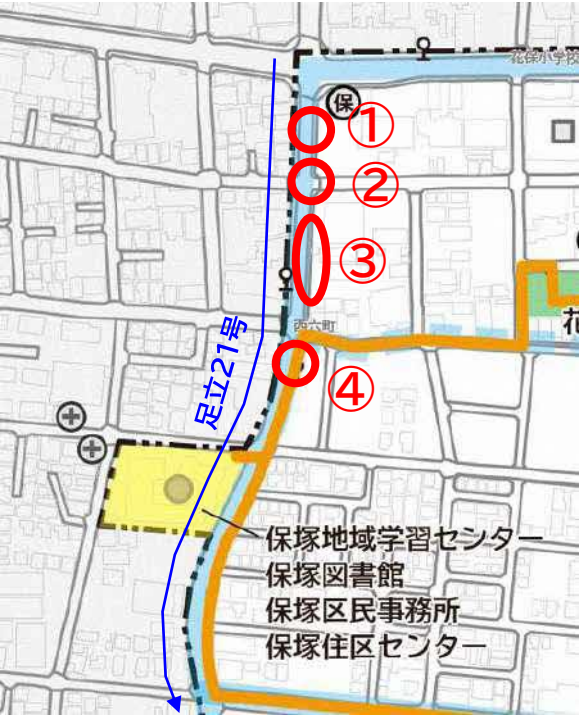 花保小学校
保
①
②
③
花
西六町
④
足立21号
保塚地域学習センター
保塚図書館
保塚区民事務所
保塚住区センター